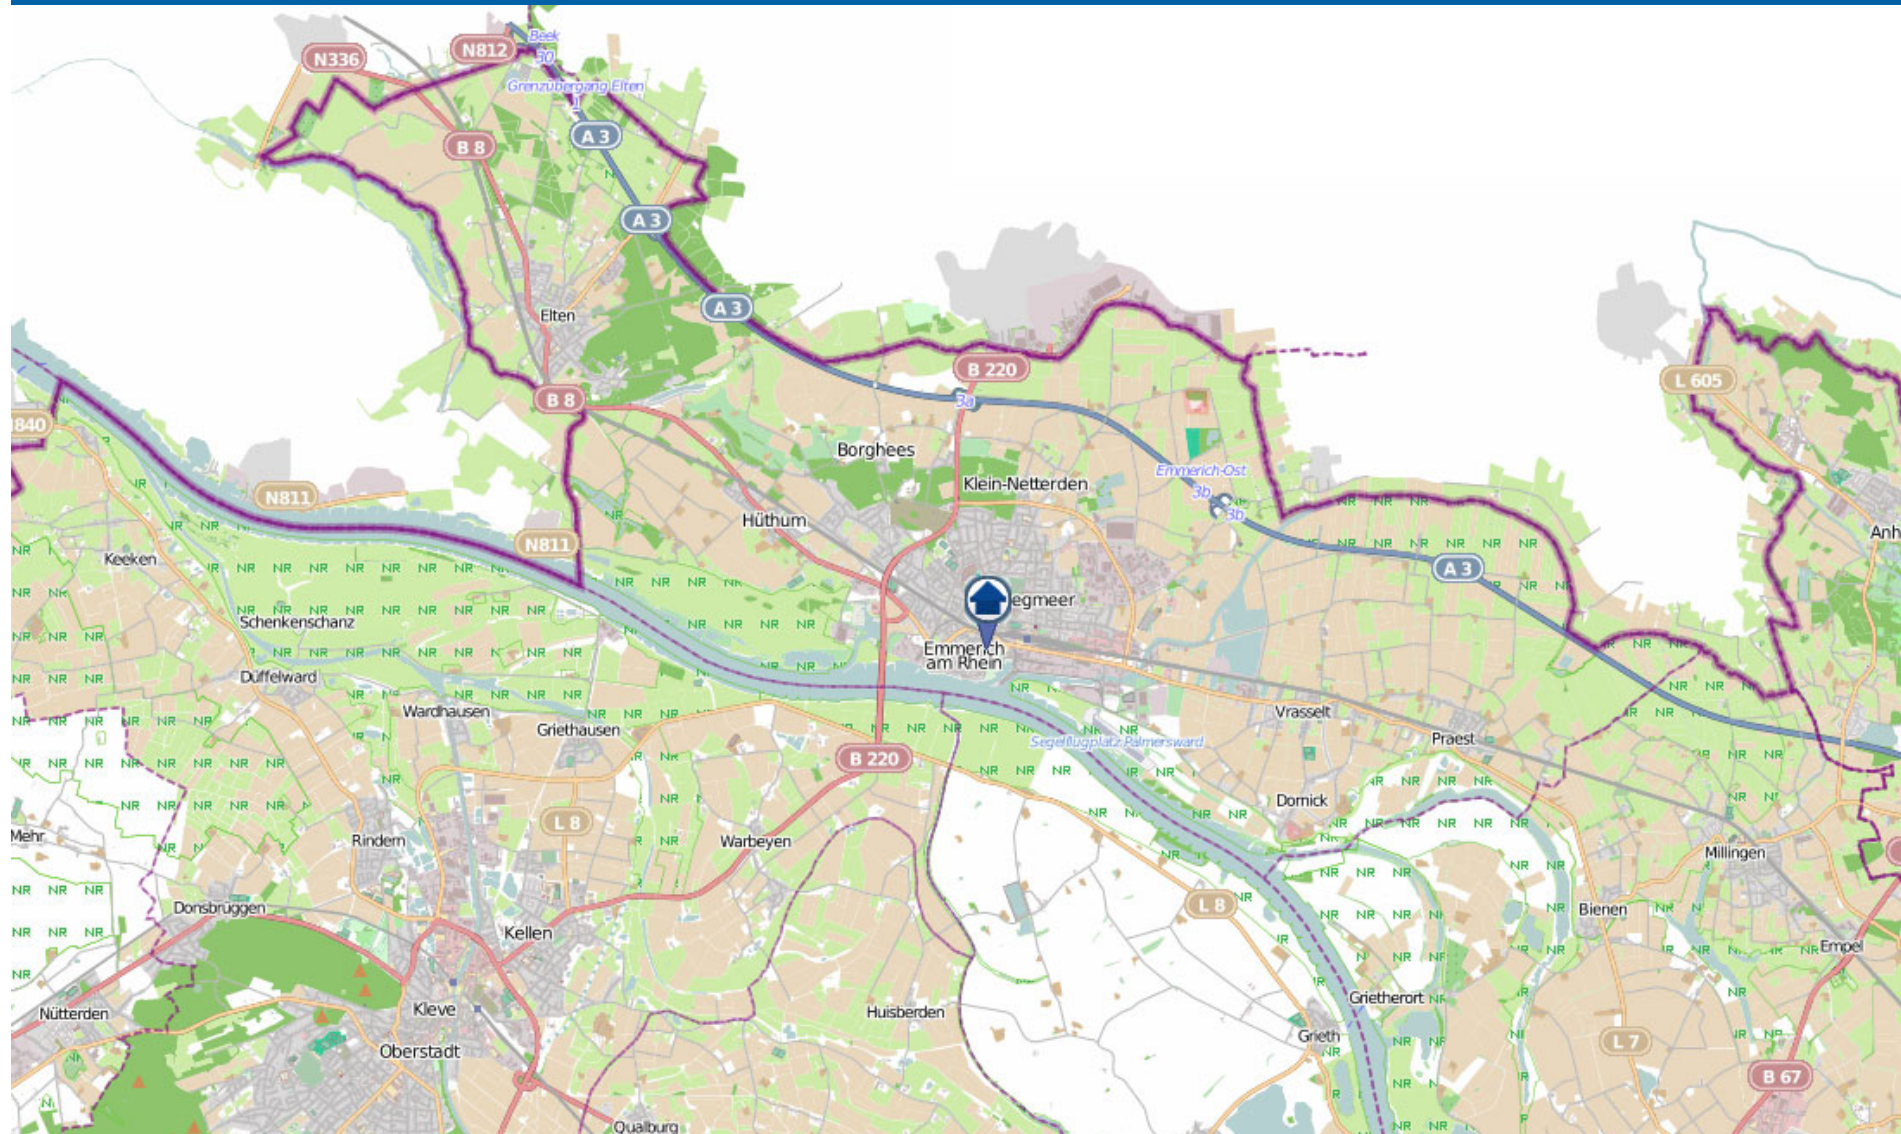 Beek
N336
N812
30
Grenzübergang Elten
1
A 3
B 8
A 3
A 3
Elten
B 220
L 605
B 8
3a
Borghees
Emmerich-Ost
Klein-Netterden
3b
N811
3b
Hüthum
Anh
N811
Keeken
A 3
egmeer
Schenkenschanz
Emmerich
am Rhein
Düffelward
Wardhausen
Vrasselt
Griethausen
Praest
Segelflugplatz Palmersward
B 220
Dornick
L 8
Mehr
Rindern
Warbeyen
Millingen
L 8
Donsbrüggen
Bienen
Kellen
Empel
Grietherort
Kleve
Huisberden
Nütterden
Grieth
L 7
Oberstadt
B 67
Qualburg